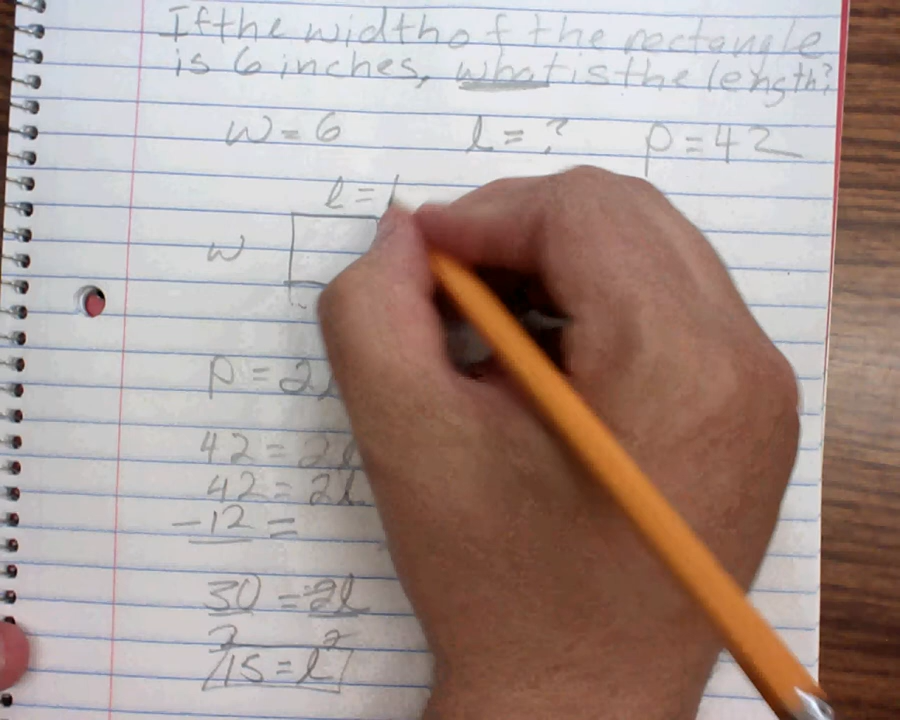 If the width of the rectangle
is 6 inches, what is the length?
w = 6 l = ? P = 42
l = 1
w
P = 2l
42 = 2l
42 = 2l
-12 =
30 = 2l
2 2
15 = l